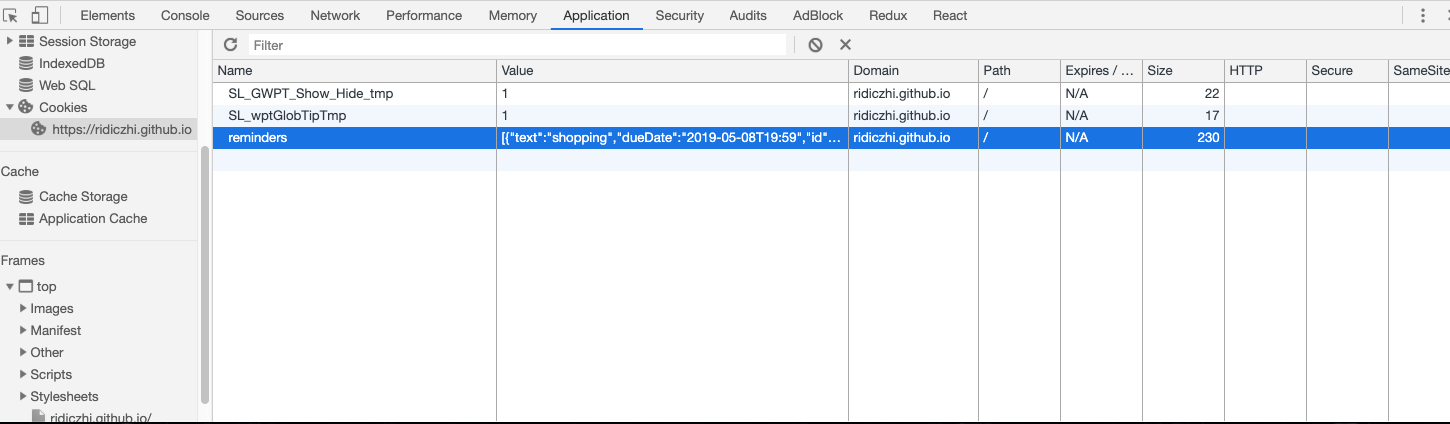 Elements Console Sources Network Performance Memory Application Security Audits AdBlock Redux React
Session Storage
IndexedDB
Web SQL
Cookies
https://ridiczhi.github.io
Cache
Cache Storage
Application Cache
Frames
top
Images
Manifest
Other
Scripts
Stylesheets
ridiczhi.github.io/
Filter
Name Value Domain Path Expires / ... Size HTTP Secure SameSite
SL_GWPT_Show_Hide_tmp 1 ridiczhi.github.io / N/A 22
SL_wptGlobTipTmp 1 ridiczhi.github.io / N/A 17
reminders [{"text":"shopping","dueDate":"2019-05-08T19:59","id"... ridiczhi.github.io / N/A 230